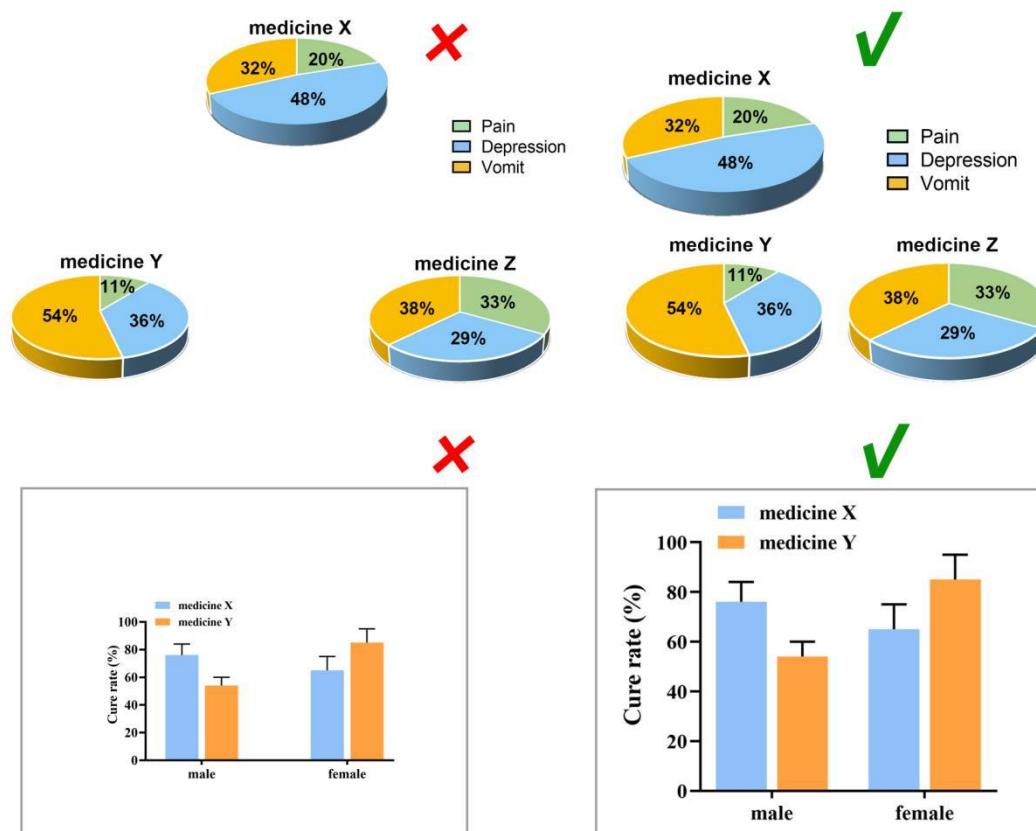 medicine X
20%
32%
48%
Pain
Depression
Vomit
medicine Y
11%
54%
36%
medicine Z
38%
33%
29%
medicine X
20%
32%
48%
Pain
Depression
Vomit
medicine Y
11%
54%
36%
medicine Z
38%
33%
29%
medicine X
medicine Y
Cure rate (%)
100
80
60
40
20
0
male female
medicine X
medicine Y
Cure rate (%)
100
80
60
40
20
0
male female